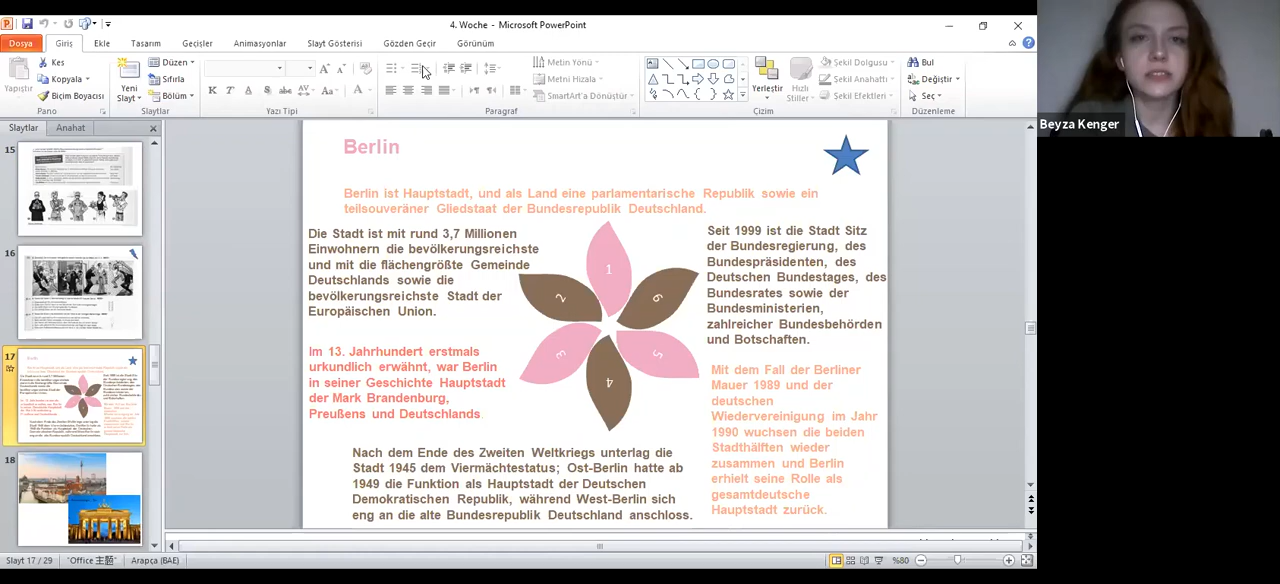 4. Woche - Microsoft PowerPoint
Dosya Giriş Ekle Tasarım Geçişler Animasyonlar Slayt Gösterisi Gözden Geçir Görünüm
Yapıştır
Kes
Kopyala
Biçim Boyacısı
Pano
Yeni
Slayt
Düzen
Sıfırla
Bölüm
Slaytlar
Yazı Tipi
Metin Yönü
Metni Hizala
SmartArt'a Dönüştür
Paragraf
Yerleştir
Hızlı
Stiller
Şekil Dolgusu
Şekil Anahattı
Şekil Efektleri
Çizim
Bul
Değiştir
Seç
Düzenleme
Beyza Kenger
Slaytlar Anahat
15
16
17
18
Berlin
Berlin ist Hauptstadt, und als Land eine parlamentarische Republik sowie ein
teilsouveräner Gliedstaat der Bundesrepublik Deutschland.
Die Stadt ist mit rund 3,7 Millionen
Einwohnern die bevölkerungsreichste
und mit die flächengrößte Gemeinde
Deutschlands sowie die
bevölkerungsreichste Stadt der
Europäischen Union.
Im 13. Jahrhundert erstmals
urkundlich erwähnt, war Berlin
in seiner Geschichte Hauptstadt
der Mark Brandenburg,
Preußens und Deutschlands
Nach dem Ende des Zweiten Weltkriegs unterlag die
Stadt 1945 dem Viermächtestatus; Ost-Berlin hatte ab
1949 die Funktion als Hauptstadt der Deutschen
Demokratischen Republik, während West-Berlin sich
eng an die alte Bundesrepublik Deutschland anschloss.
1
2
3
4
5
6
Seit 1999 ist die Stadt Sitz
der Bundesregierung, des
Bundespräsidenten, des
Deutschen Bundestages, des
Bundesrates sowie der
Bundesministerien,
zahlreicher Bundesbehörden
und Botschaften.
Mit dem Fall der Berliner
Mauer 1989 und der
deutschen
Wiedervereinigung im Jahr
1990 wuchsen die beiden
Stadthälften wieder
zusammen und Berlin
erhielt seine Rolle als
gesamtdeutsche
Hauptstadt zurück.
Slayt 17 / 29 "Office 主题" Arapça (BAE) %80